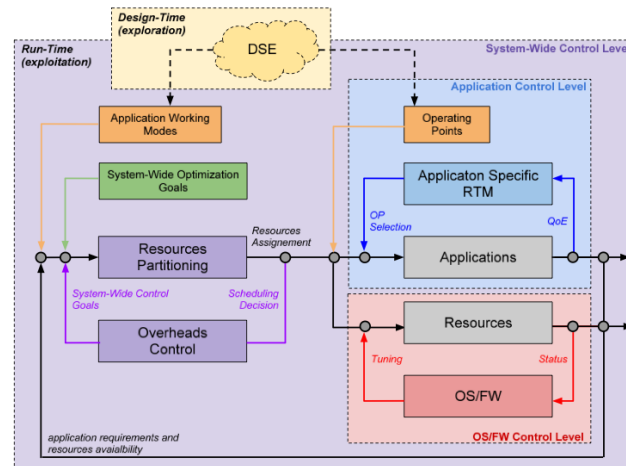 Design-Time
(exploration)
DSE
Run-Time
(exploitation)
System-Wide Control Level
Application Control Level
Application Working
Modes
Operating
Points
System-Wide Optimization
Goals
Applicaton Specific
RTM
OP
Selection
QoE
Resources
Assignement
Resources
Partitioning
Applications
System-Wide Control
Goals
Scheduling
Decision
Overheads
Control
Resources
Tuning
Status
OS/FW
OS/FW Control Level
application requirements and
resources avaialbility